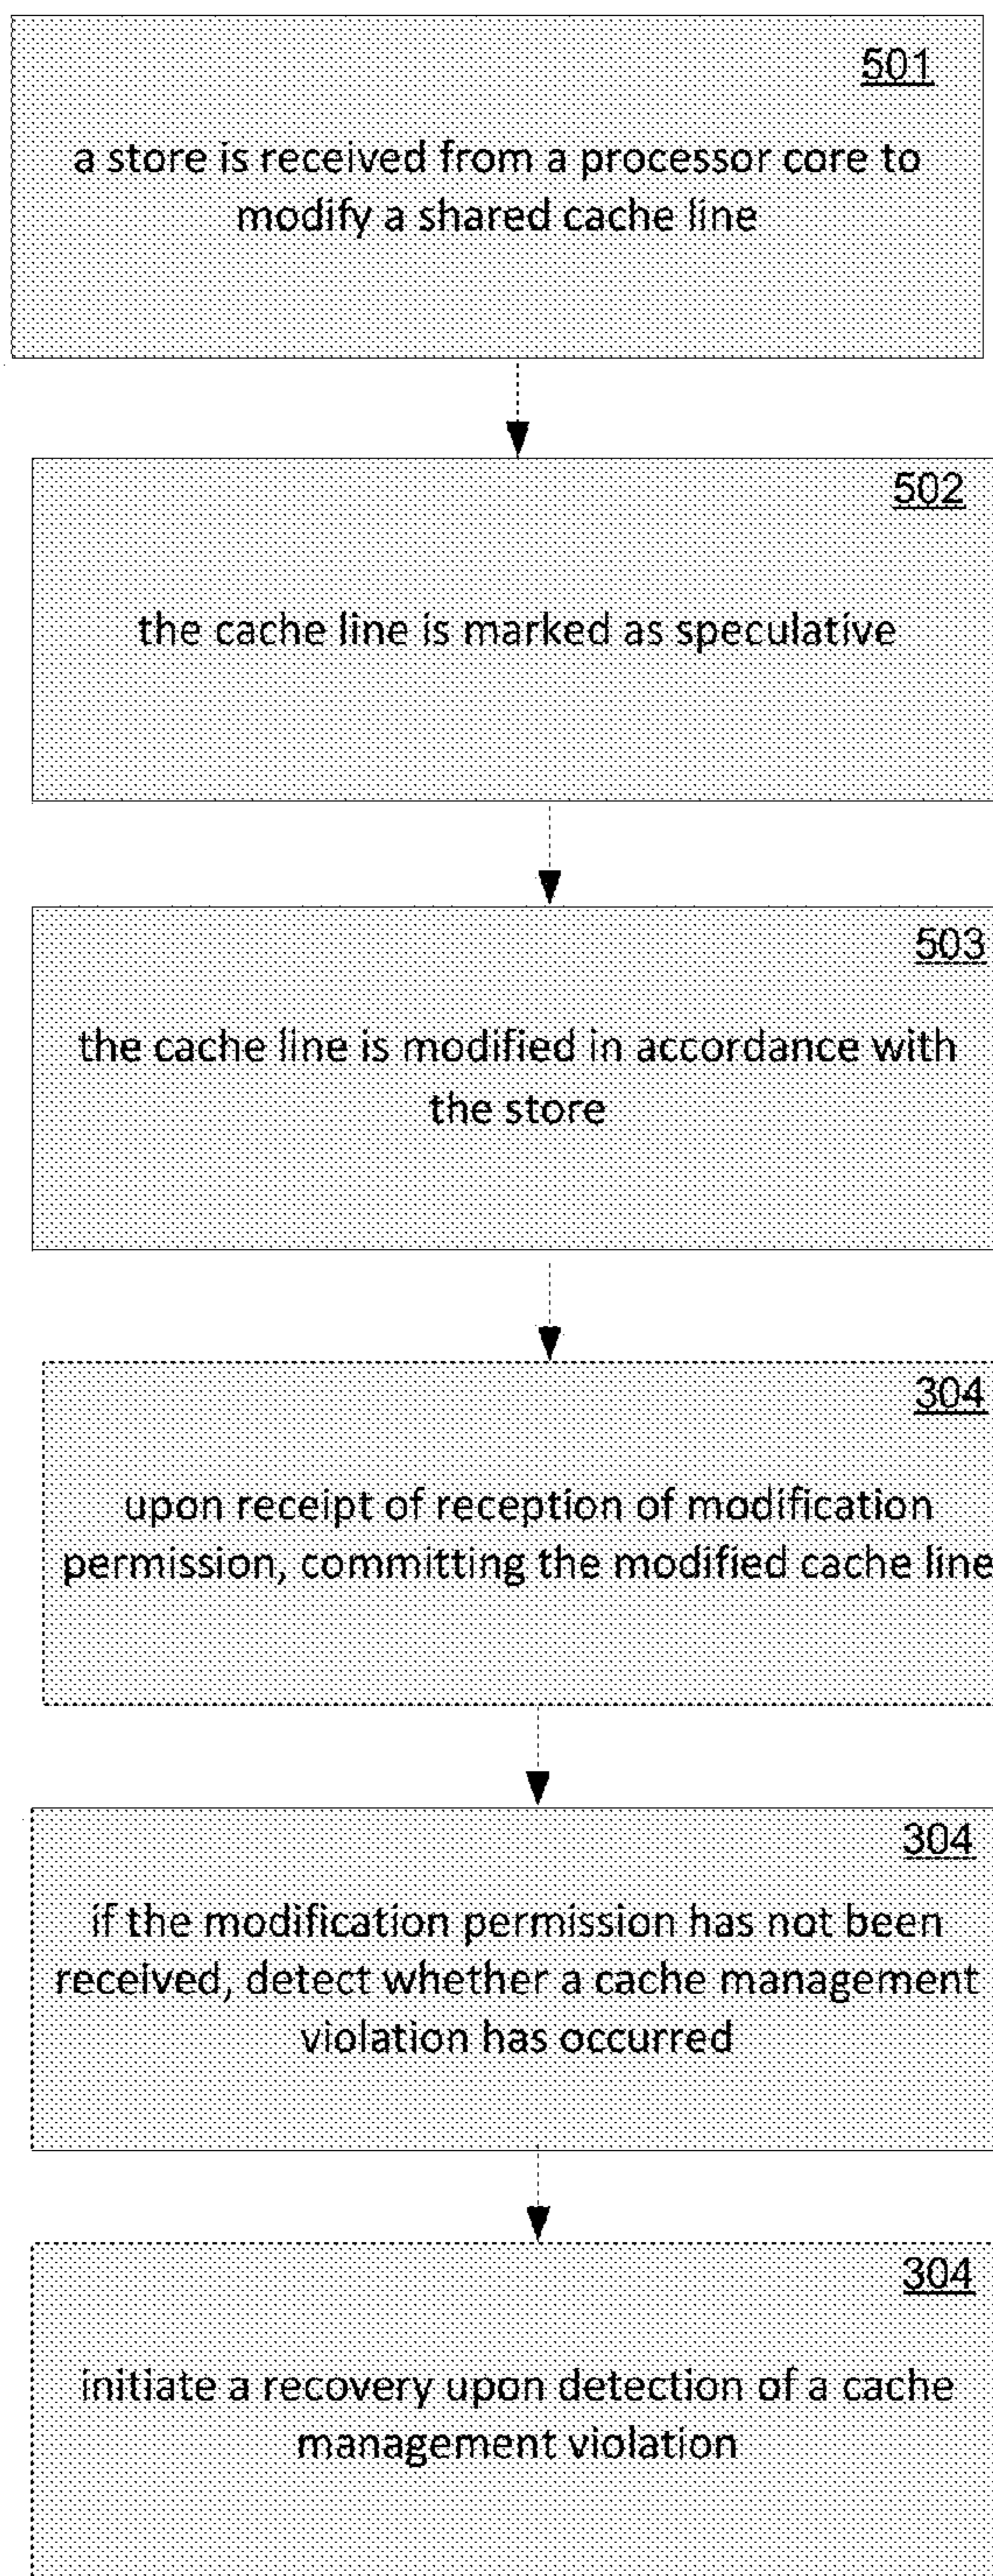 501
a store is received from a processor core to
modify a shared cache line
502
the cache line is marked as speculative
503
the cache line is modified in accordance with
the store
304
upon receipt of reception of modification
permission, committing the modified cache line
304
if the modification permission has not been
received, detect whether a cache management
violation has occurred
304
initiate a recovery upon detection of a cache
management violation